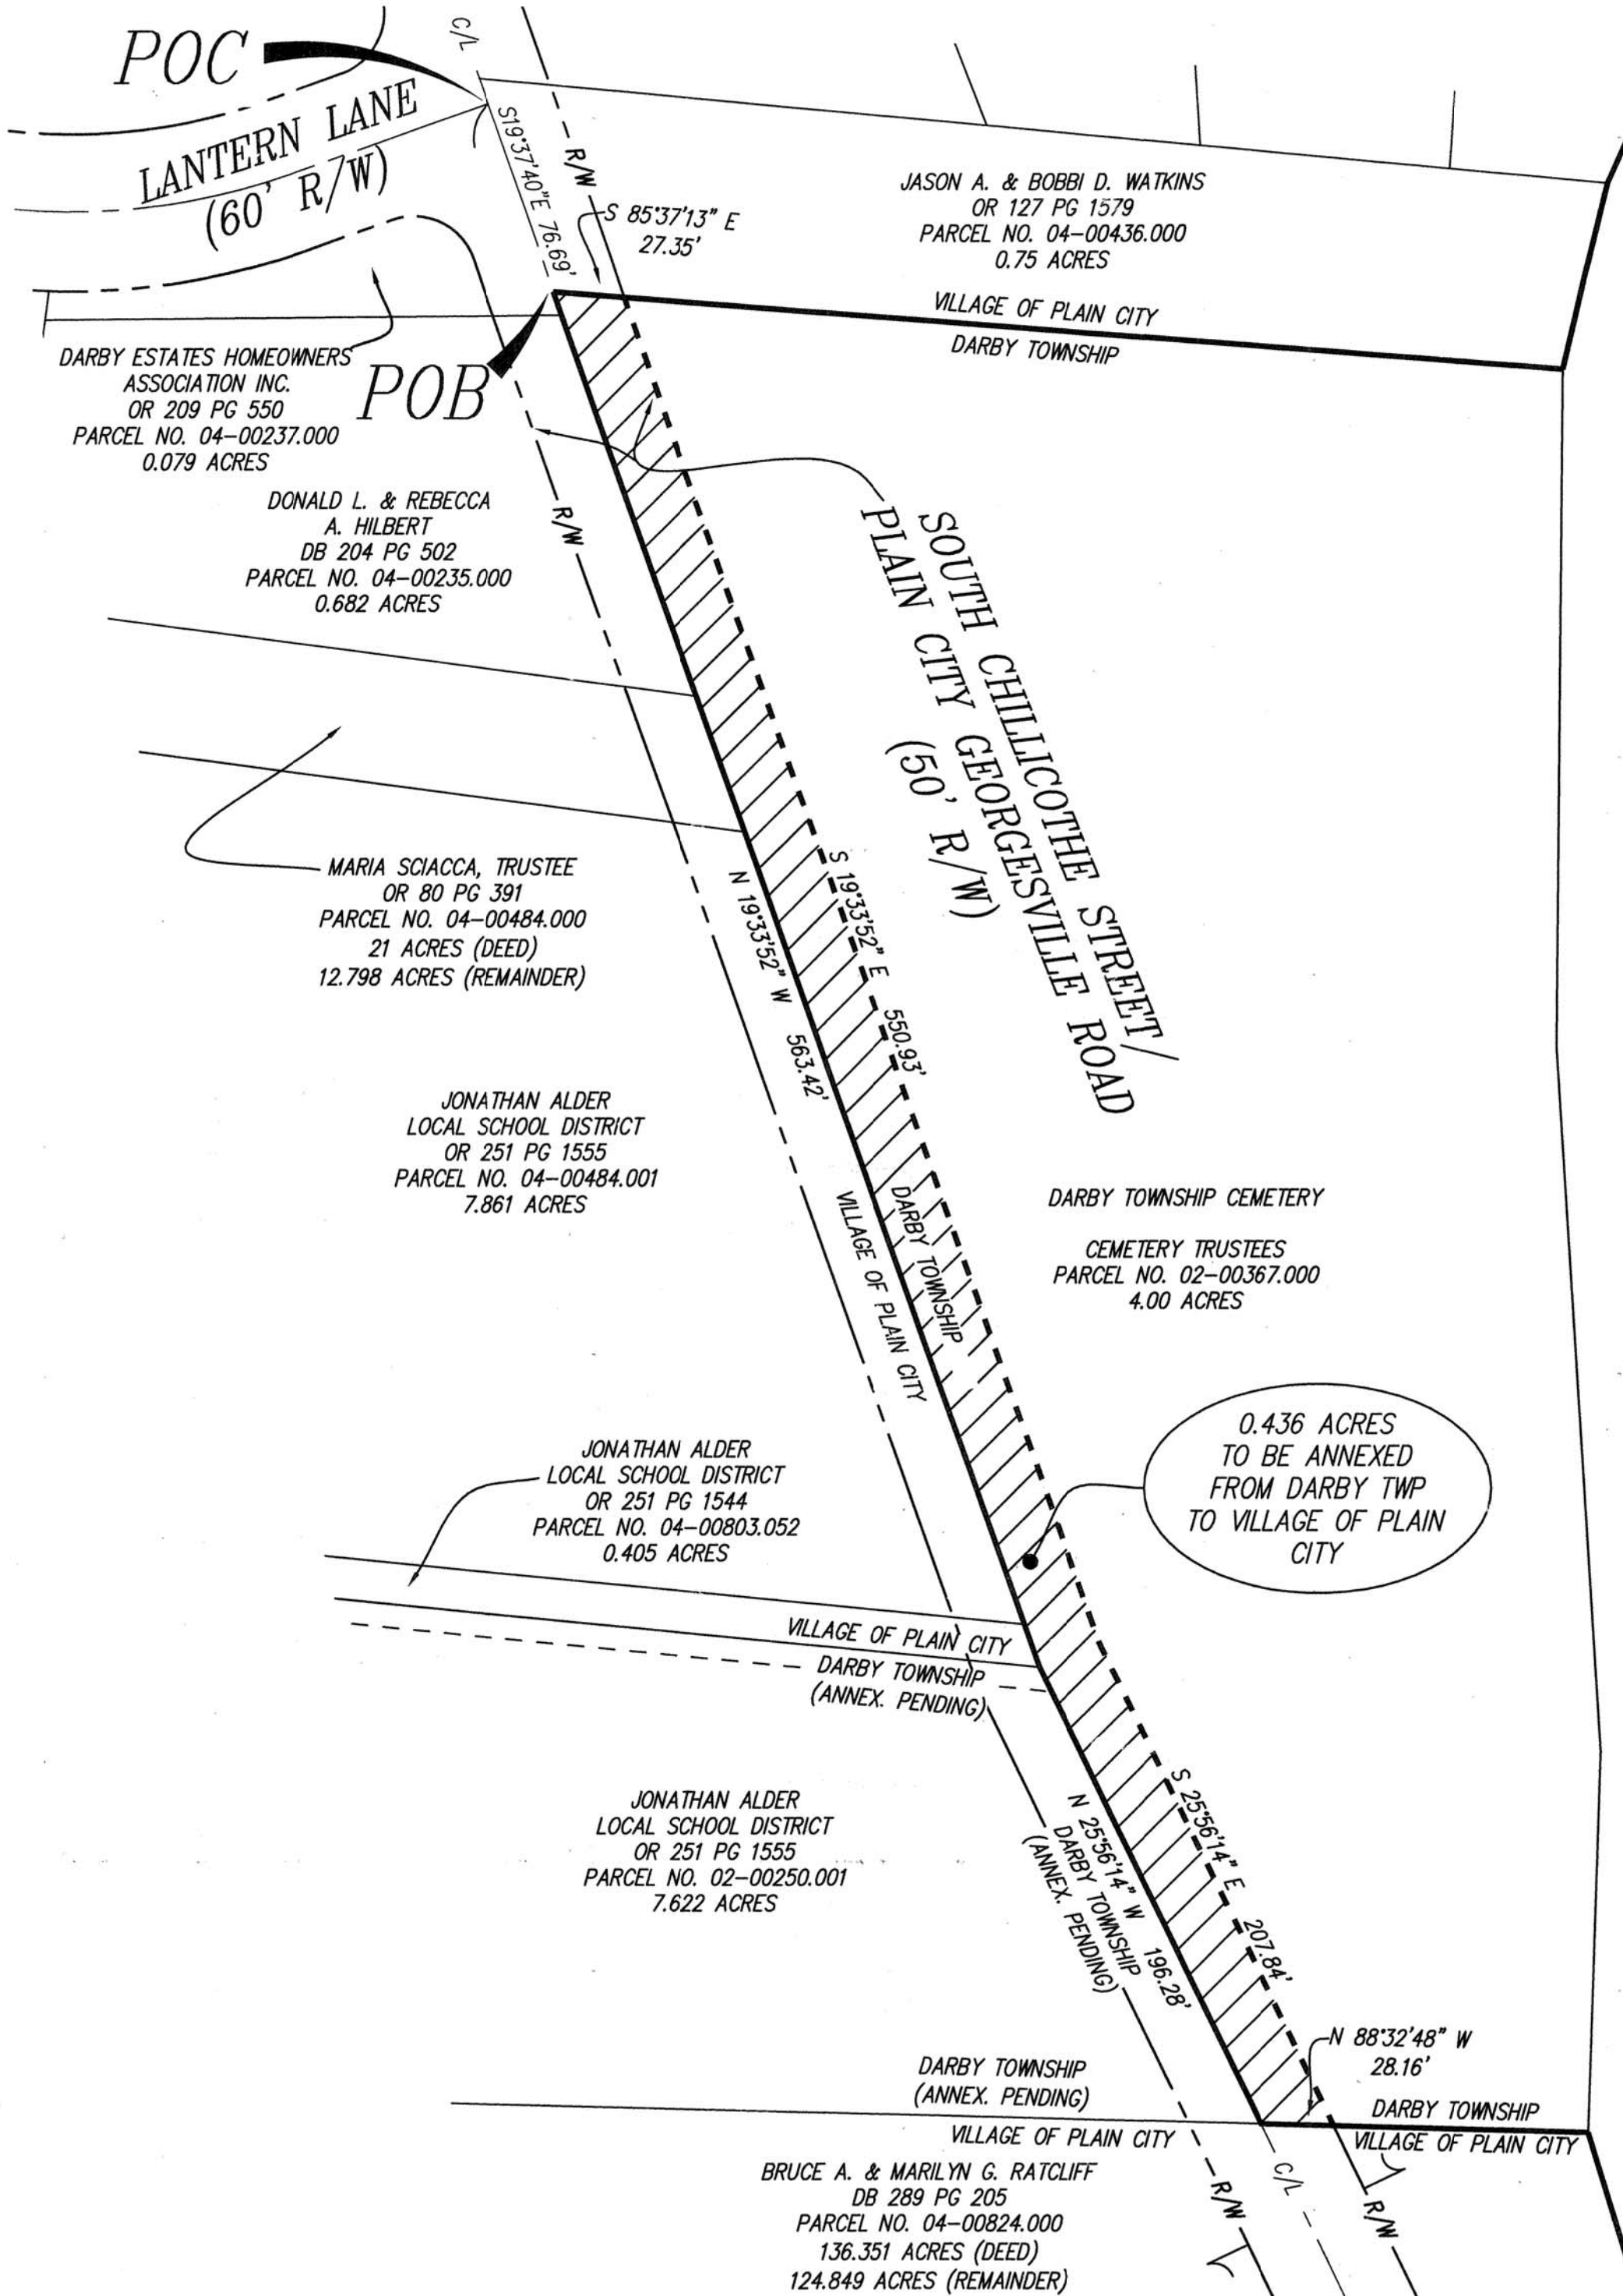 POC
C/L
LANTERN LANE
(60' R/W)
S19°37'40"E 76.69'
R/W
S 85°37'13" E
27.35'
JASON A. & BOBBI D. WATKINS
OR 127 PG 1579
PARCEL NO. 04-00436.000
0.75 ACRES
VILLAGE OF PLAIN CITY
DARBY TOWNSHIP
DARBY ESTATES HOMEOWNERS
ASSOCIATION INC.
OR 209 PG 550
PARCEL NO. 04-00237.000
0.079 ACRES
POB
DONALD L. & REBECCA
A. HILBERT
DB 204 PG 502
PARCEL NO. 04-00235.000
0.682 ACRES
R/W
SOUTH CHILLICOTHE STREET/
PLAIN CITY GEORGESVILLE ROAD
(50' R/W)
MARIA SCIACCA, TRUSTEE
OR 80 PG 391
PARCEL NO. 04-00484.000
21 ACRES (DEED)
12.798 ACRES (REMAINDER)
N 19°33'52" W 563.42'
S 19°33'52" E 550.93'
JONATHAN ALDER
LOCAL SCHOOL DISTRICT
OR 251 PG 1555
PARCEL NO. 04-00484.001
7.861 ACRES
VILLAGE OF PLAIN CITY
DARBY TOWNSHIP
DARBY TOWNSHIP CEMETERY
CEMETERY TRUSTEES
PARCEL NO. 02-00367.000
4.00 ACRES
0.436 ACRES
TO BE ANNEXED
FROM DARBY TWP
TO VILLAGE OF PLAIN
CITY
JONATHAN ALDER
LOCAL SCHOOL DISTRICT
OR 251 PG 1544
PARCEL NO. 04-00803.052
0.405 ACRES
VILLAGE OF PLAIN CITY
DARBY TOWNSHIP
(ANNEX. PENDING)
JONATHAN ALDER
LOCAL SCHOOL DISTRICT
OR 251 PG 1555
PARCEL NO. 02-00250.001
7.622 ACRES
N 25°56'14" W 196.28'
DARBY TOWNSHIP
(ANNEX. PENDING)
S 25°56'14" E 207.84'
N 88°32'48" W
28.16'
DARBY TOWNSHIP
(ANNEX. PENDING)
VILLAGE OF PLAIN CITY
DARBY TOWNSHIP
VILLAGE OF PLAIN CITY
BRUCE A. & MARILYN G. RATCLIFF
DB 289 PG 205
PARCEL NO. 04-00824.000
136.351 ACRES (DEED)
124.849 ACRES (REMAINDER)
R/W
C/L
R/W